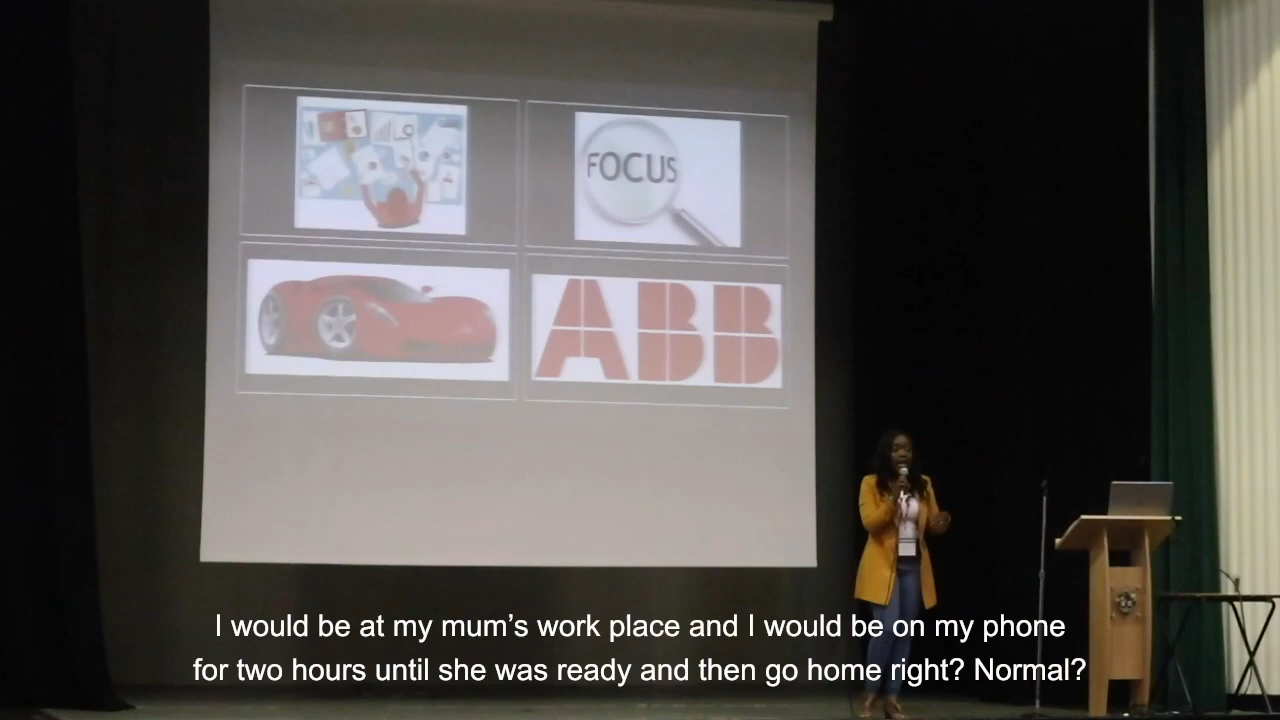 FOCUS
ABB
I would be at my mum’s work place and I would be on my phone
for two hours until she was ready and then go home right? Normal?